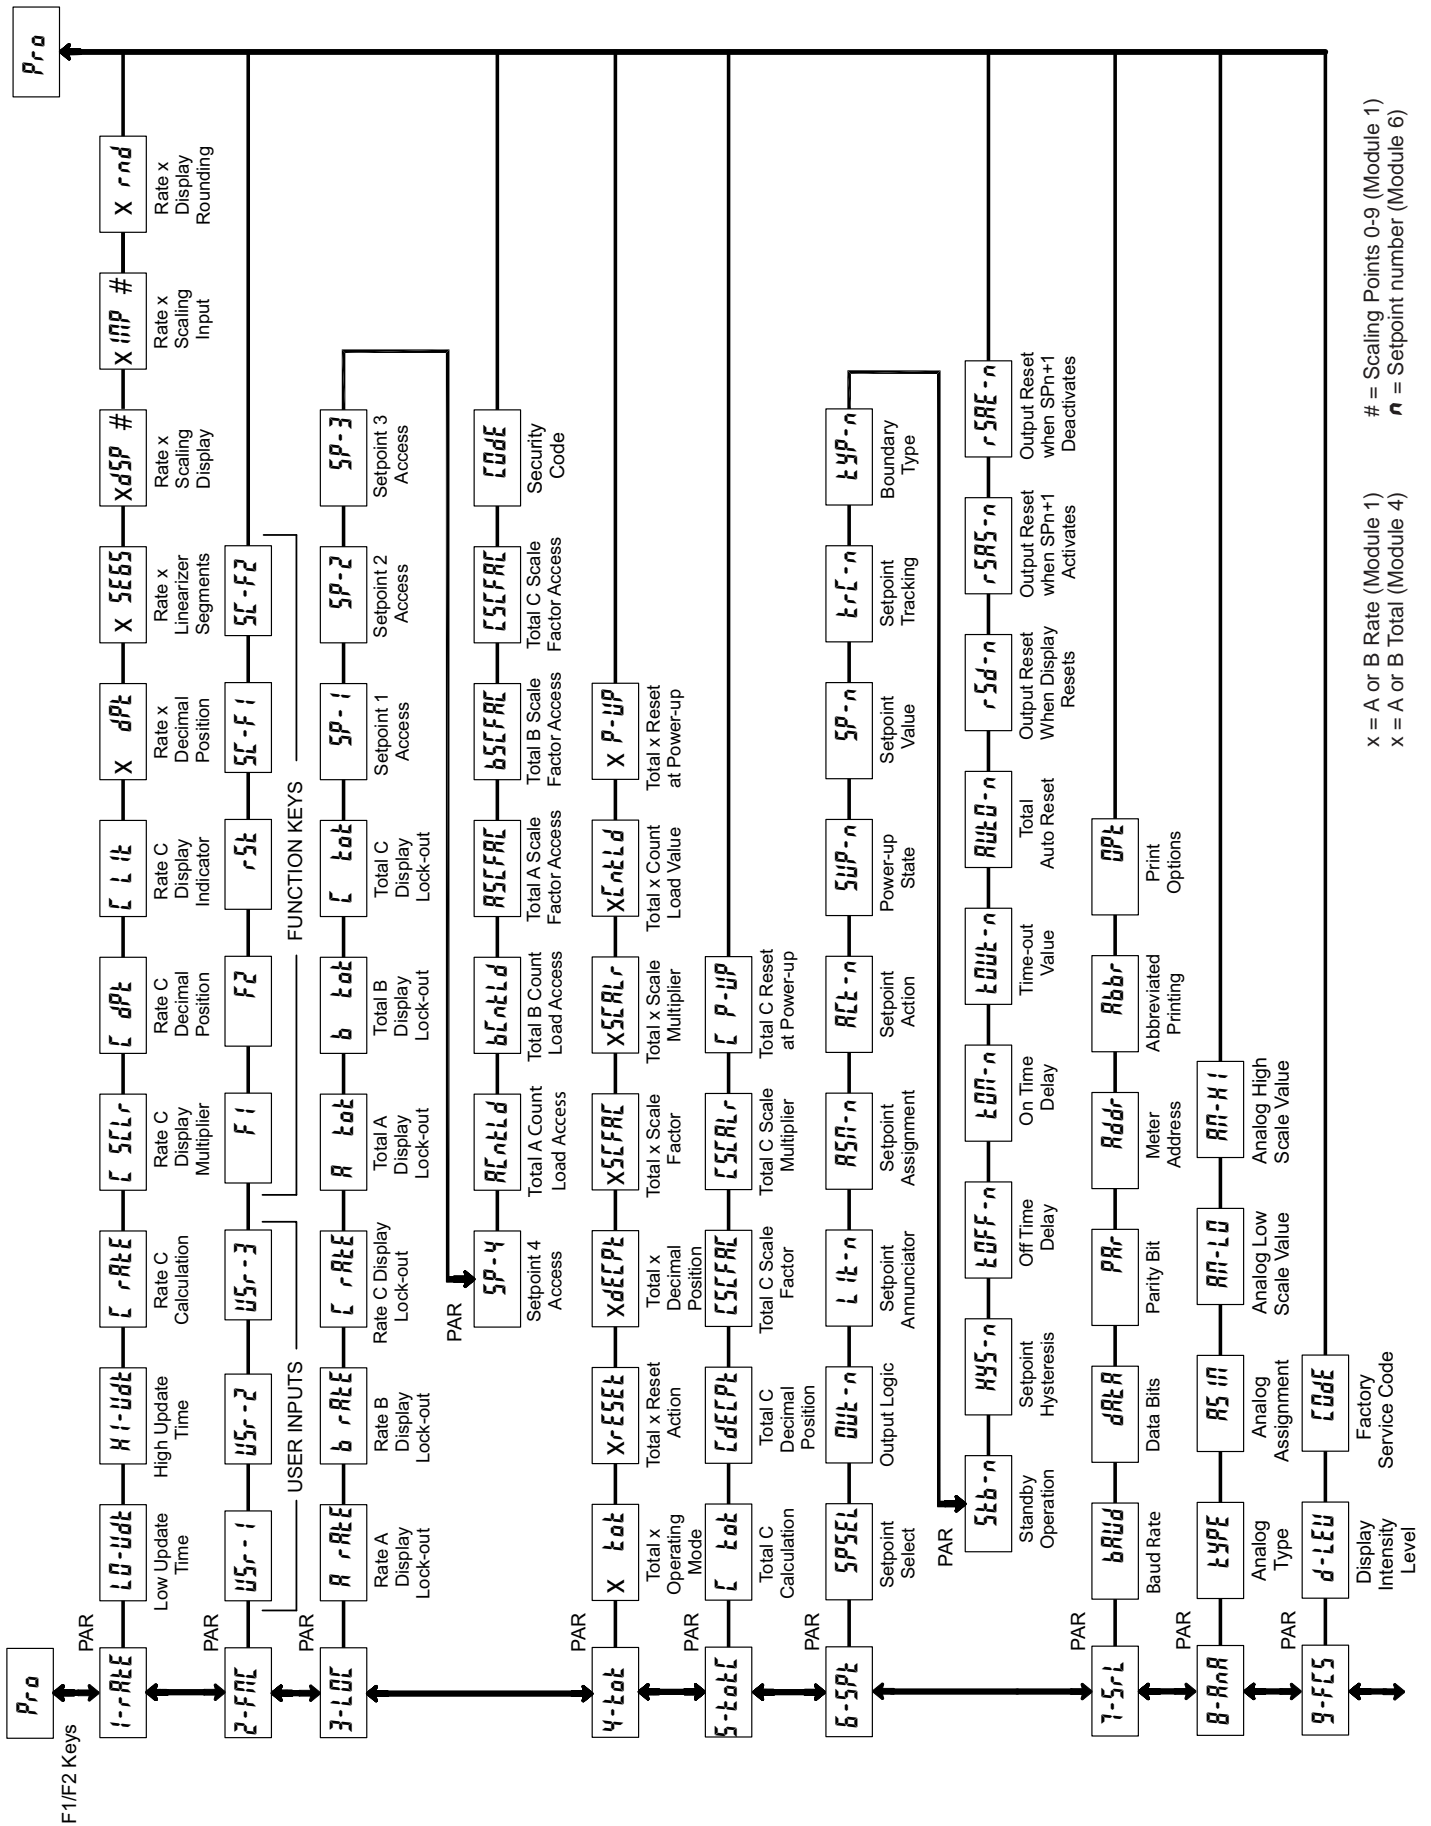 Pro
F1/F2 Keys
1-rAtE
PAR
LO-Udt
Low Update
Time
HI-Udt
High Update
Time
C rAtE
Rate C
Calculation
C SCLr
Rate C
Display
Multiplier
C dPt
Rate C
Decimal
Position
C LIt
Rate C
Display
Indicator
x dPt
Rate x
Decimal
Position
x SEGS
Rate x
Linearizer
Segments
xdSP #
Rate x
Scaling
Display
x INP #
Rate x
Scaling
Input
x rnd
Rate x
Display
Rounding
Pro
2-FNC
PAR
USr-1
USr-2
USr-3
USER INPUTS
F1
F2
rSt
SC-F1
SC-F2
FUNCTION KEYS
3-LOC
PAR
A rAtE
Rate A
Display
Lock-out
b rAtE
Rate B
Display
Lock-out
C rAtE
Rate C Display
Lock-out
A tot
Total A
Display
Lock-out
b tot
Total B
Display
Lock-out
C tot
Total C
Display
Lock-out
SP-1
Setpoint 1
Access
SP-2
Setpoint 2
Access
SP-3
Setpoint 3
Access
PAR
SP-4
Setpoint 4
Access
ACntLd
Total A Count
Load Access
bCntLd
Total B Count
Load Access
ASCFAC
Total A Scale
Factor Access
bSCFAC
Total B Scale
Factor Access
CSCFAC
Total C Scale
Factor Access
COdE
Security
Code
4-tot
PAR
x tot
Total x
Operating
Mode
xrESEt
Total x Reset
Action
xdECPt
Total x
Decimal
Position
xSCFAC
Total x Scale
Factor
xSCALr
Total x Scale
Multiplier
xCntLd
Total x Count
Load Value
x P-UP
Total x Reset
at Power-up
5-totC
PAR
C tot
Total C
Calculation
CdECPt
Total C
Decimal
Position
CSCFAC
Total C Scale
Factor
CSCALr
Total C Scale
Multiplier
C P-UP
Total C Reset
at Power-up
6-SPt
PAR
SPSEL
Setpoint
Select
OUt-n
Output Logic
LIt-n
Setpoint
Annunciator
ASN-n
Setpoint
Assignment
ACt-n
Setpoint
Action
SUP-n
Power-up
State
SP-n
Setpoint
Value
trC-n
Setpoint
Tracking
tYP-n
Boundary
Type
PAR
Stb-n
Standby
Operation
HYS-n
Setpoint
Hysteresis
tOFF-n
Off Time
Delay
tON-n
On Time
Delay
tOUt-n
Time-out
Value
AUtO-n
Total
Auto Reset
rSd-n
Output Reset
When Display
Resets
rSAS-n
Output Reset
when SPn+1
Activates
rSAE-n
Output Reset
when SPn+1
Deactivates
7-SrL
PAR
bAUd
Baud Rate
dAtA
Data Bits
PAr
Parity Bit
Addr
Meter
Address
Abbr
Abbreviated
Printing
OPt
Print
Options
8-AnA
PAR
tYPE
Analog
Type
ASIN
Analog
Assignment
AN-LO
Analog Low
Scale Value
AN-HI
Analog High
Scale Value
9-FCS
PAR
d-LEU
Display
Intensity
Level
COdE
Factory
Service Code
x = A or B Rate (Module 1)
x = A or B Total (Module 4)
# = Scaling Points 0-9 (Module 1)
n = Setpoint number (Module 6)